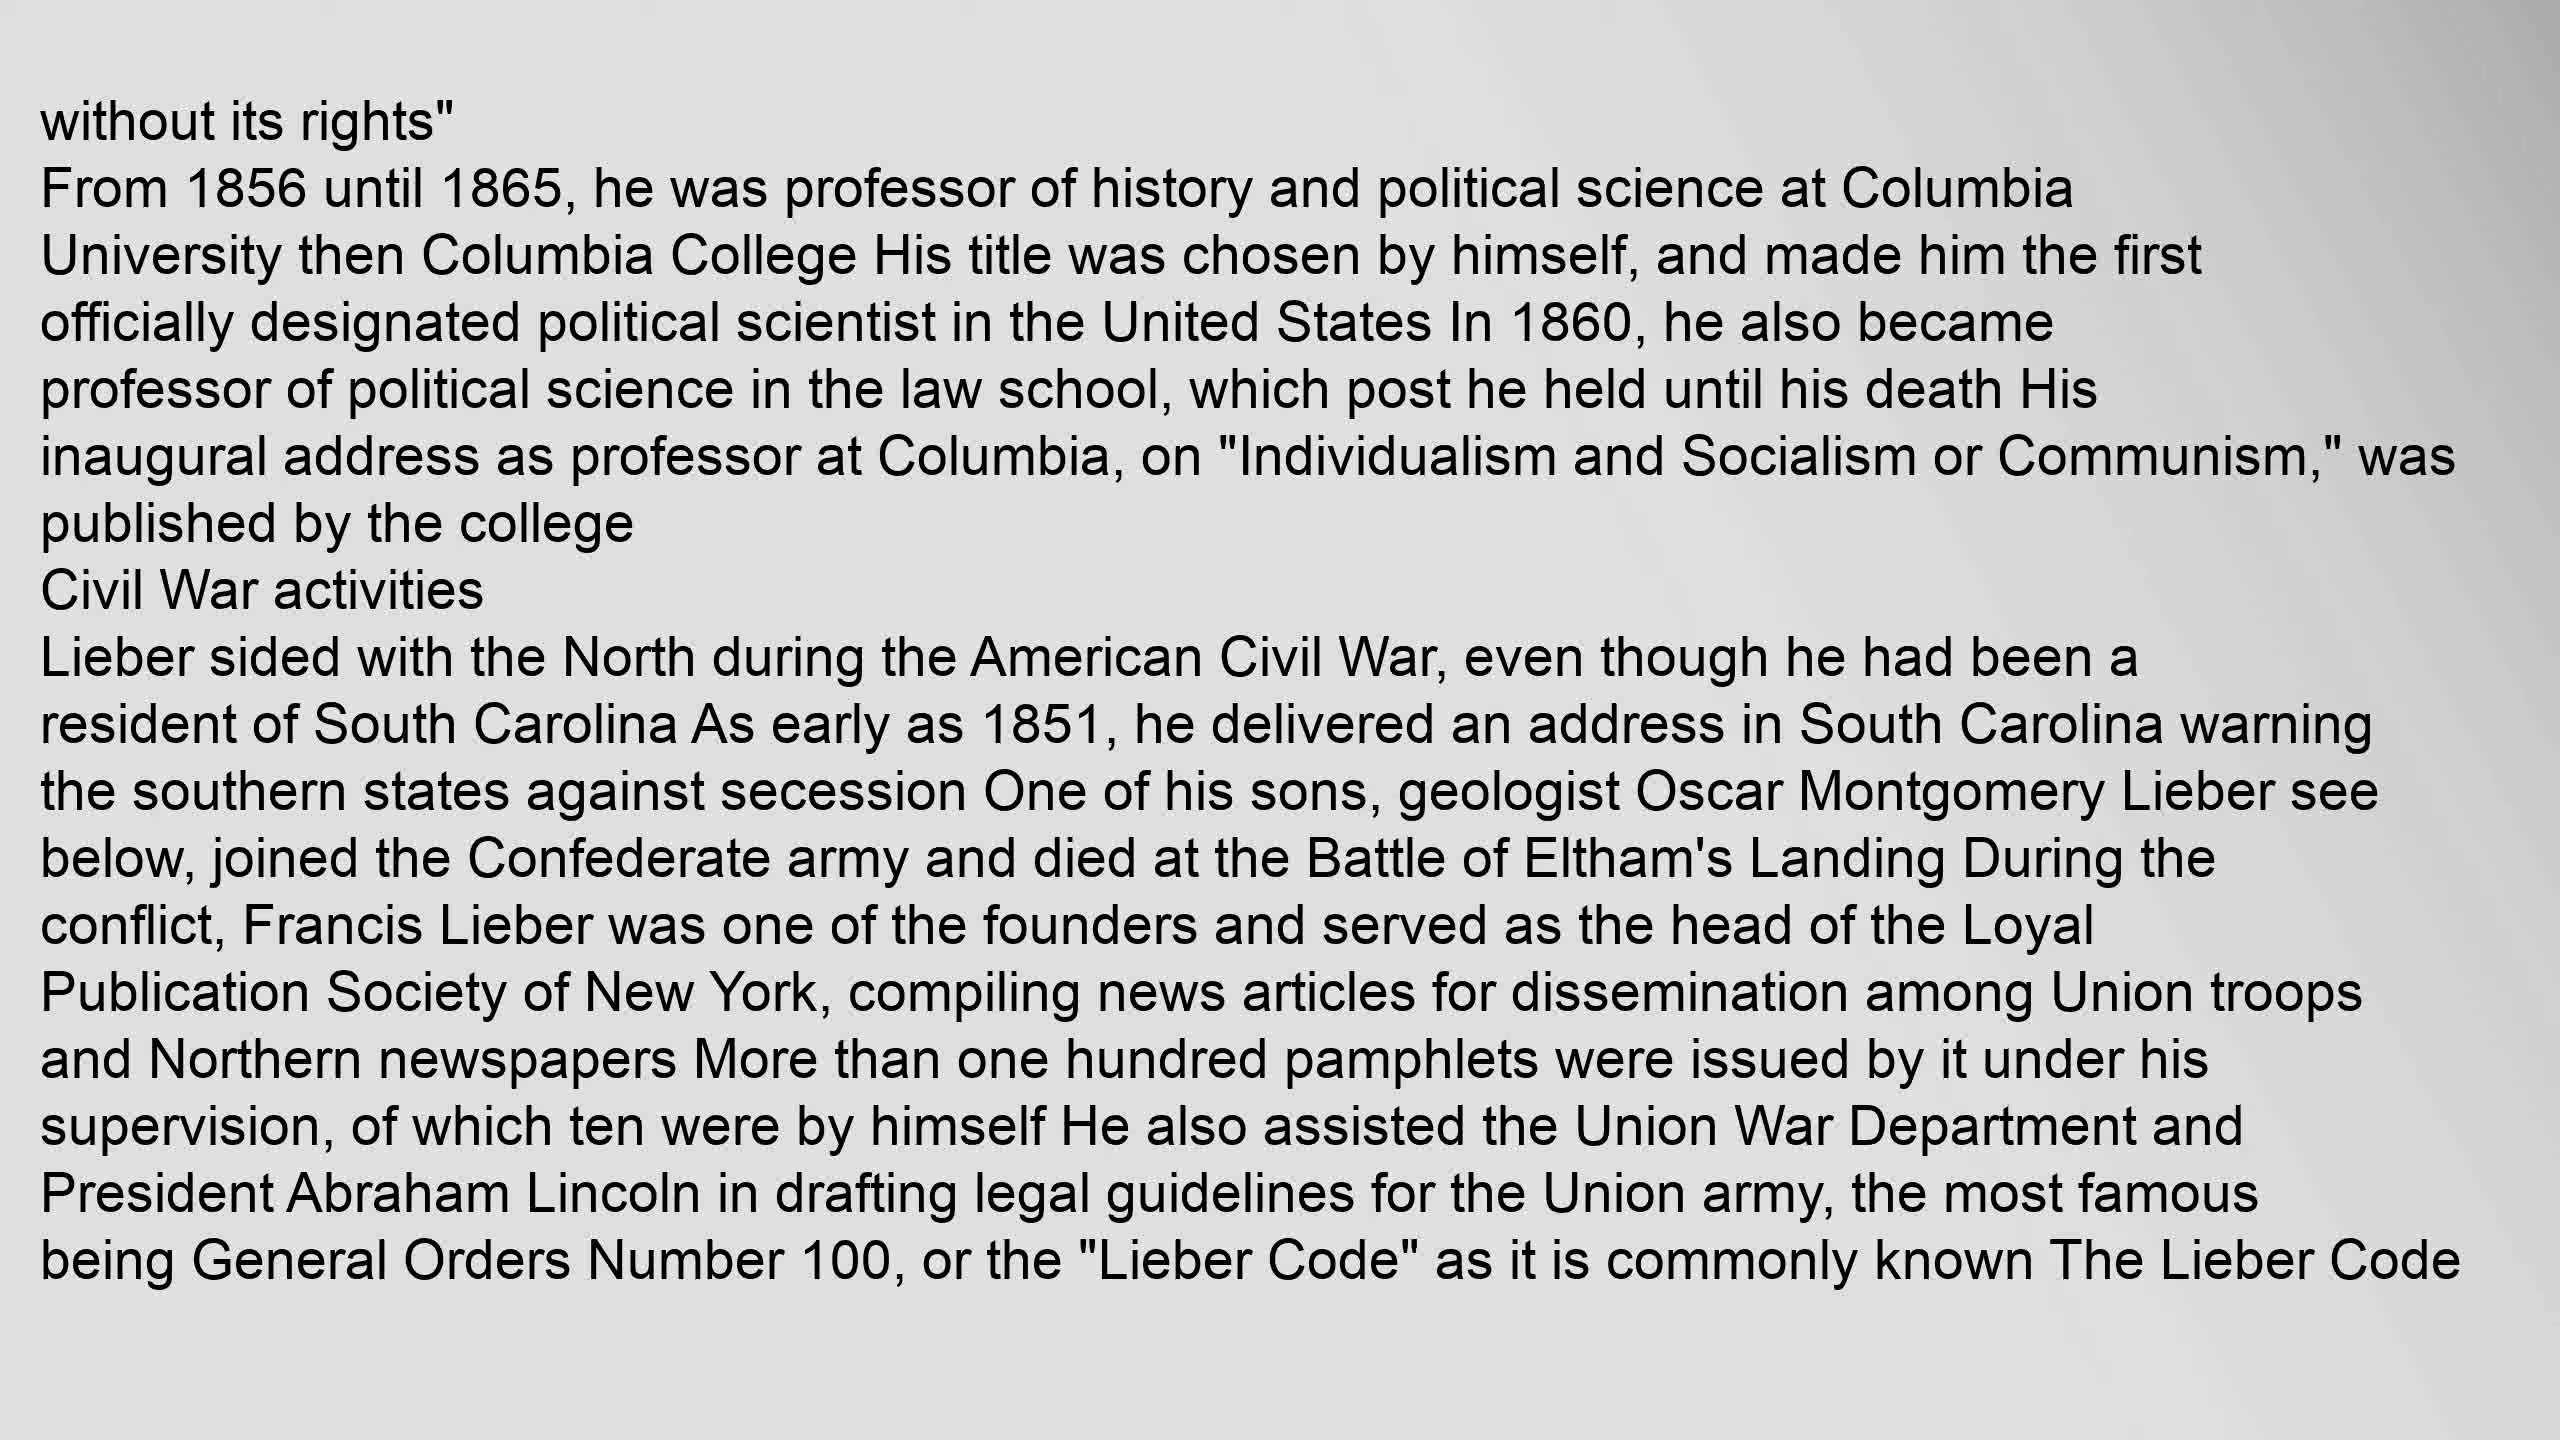 without its rights"
From 1856 until 1865, he was professor of history and political science at Columbia
University then Columbia College His title was chosen by himself, and made him the first
officially designated political scientist in the United States In 1860, he also became
professor of political science in the law school, which post he held until his death His
inaugural address as professor at Columbia, on "Individualism and Socialism or Communism," was
published by the college
Civil War activities
Lieber sided with the North during the American Civil War, even though he had been a
resident of South Carolina As early as 1851, he delivered an address in South Carolina warning
the southern states against secession One of his sons, geologist Oscar Montgomery Lieber see
below, joined the Confederate army and died at the Battle of Eltham's Landing During the
conflict, Francis Lieber was one of the founders and served as the head of the Loyal
Publication Society of New York, compiling news articles for dissemination among Union troops
and Northern newspapers More than one hundred pamphlets were issued by it under his
supervision, of which ten were by himself He also assisted the Union War Department and
President Abraham Lincoln in drafting legal guidelines for the Union army, the most famous
being General Orders Number 100, or the "Lieber Code" as it is commonly known The Lieber Code